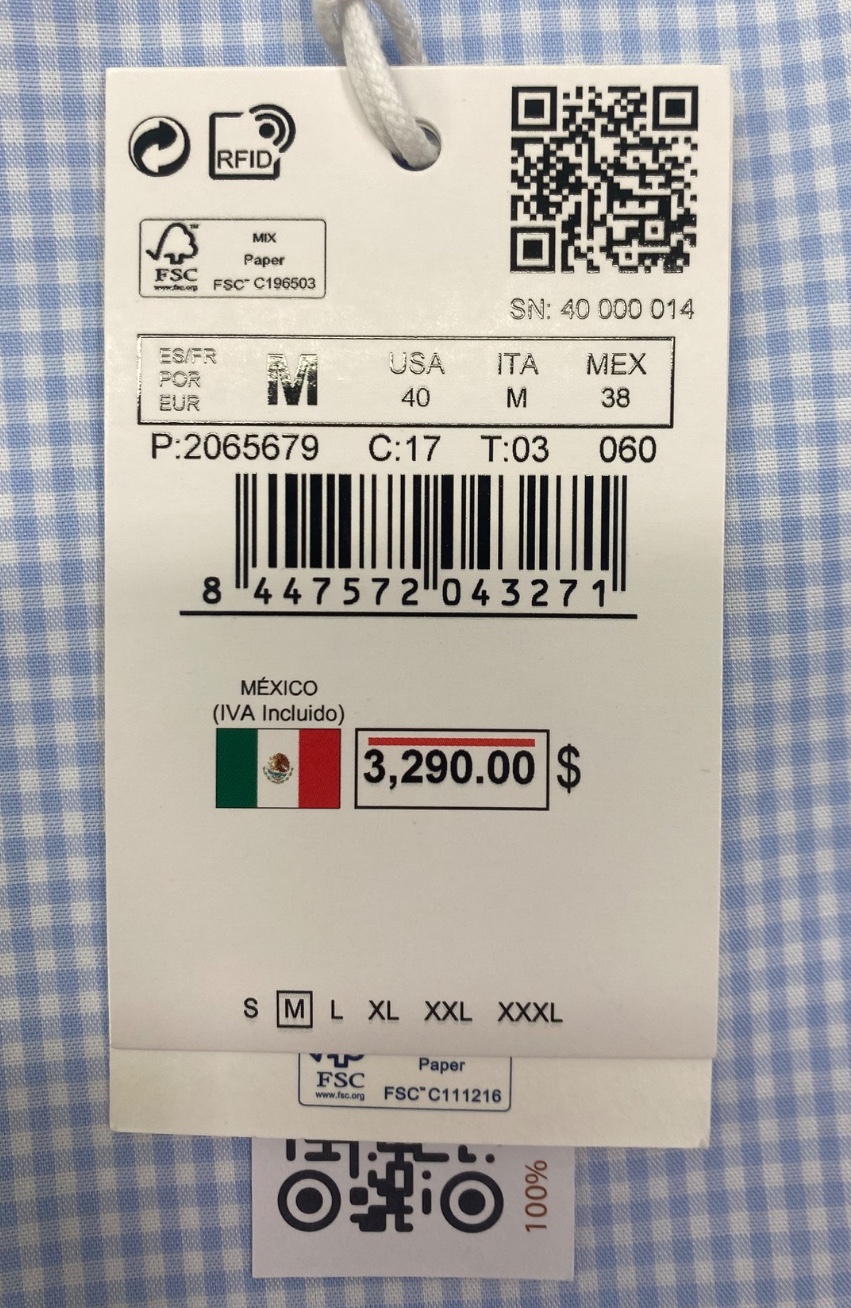 RFID
MIX
Paper
FSC
www.fsc.org
FSC™ C196503
SN: 40 000 014
ES/FR
POR
EUR
M
USA
40
ITA
M
MEX
38
P:2065679 C:17 T:03 060
8 447572 043271
MÉXICO
(IVA Incluido)
3,290.00 $
S M L XL XXL XXXL
Paper
FSC
www.fsc.org
FSC™ C111216
100%